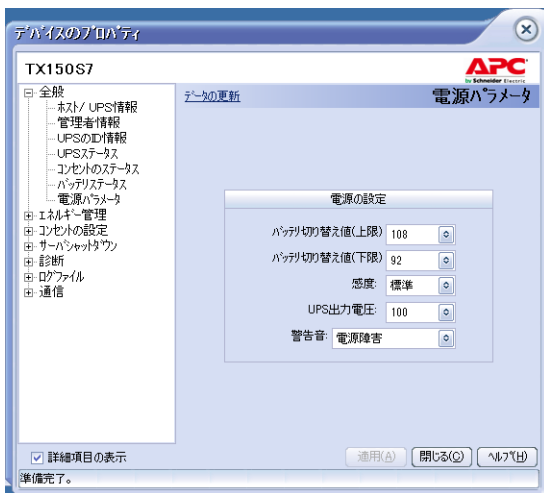 ﾃﾞﾊﾞｲｽのﾌﾟﾛﾊﾟﾃｨ
TX150S7
APC
by Schneider Electric
全般
ﾎｽﾄ/ UPS情報
管理者情報
UPSのID情報
UPSｽﾃｰﾀｽ
ｺﾝｾﾝﾄのｽﾃｰﾀｽ
ﾊﾞｯﾃﾘｽﾃｰﾀｽ
電源ﾊﾟﾗﾒｰﾀ
ｴﾈﾙｷﾞｰ管理
ｺﾝｾﾝﾄの設定
ｻｰﾊﾞｼｬｯﾄﾀﾞｳﾝ
診断
ﾛｸﾞﾌｧｲﾙ
通信
ﾃﾞｰﾀの更新
電源ﾊﾟﾗﾒｰﾀ
電源の設定
ﾊﾞｯﾃﾘ切り替え値(上限) 108
ﾊﾞｯﾃﾘ切り替え値(下限) 92
感度: 標準
UPS出力電圧: 100
警告音: 電源障害
詳細項目の表示
適用(A) 閉じる(C) ﾍﾙﾌﾟ(H)
準備完了。